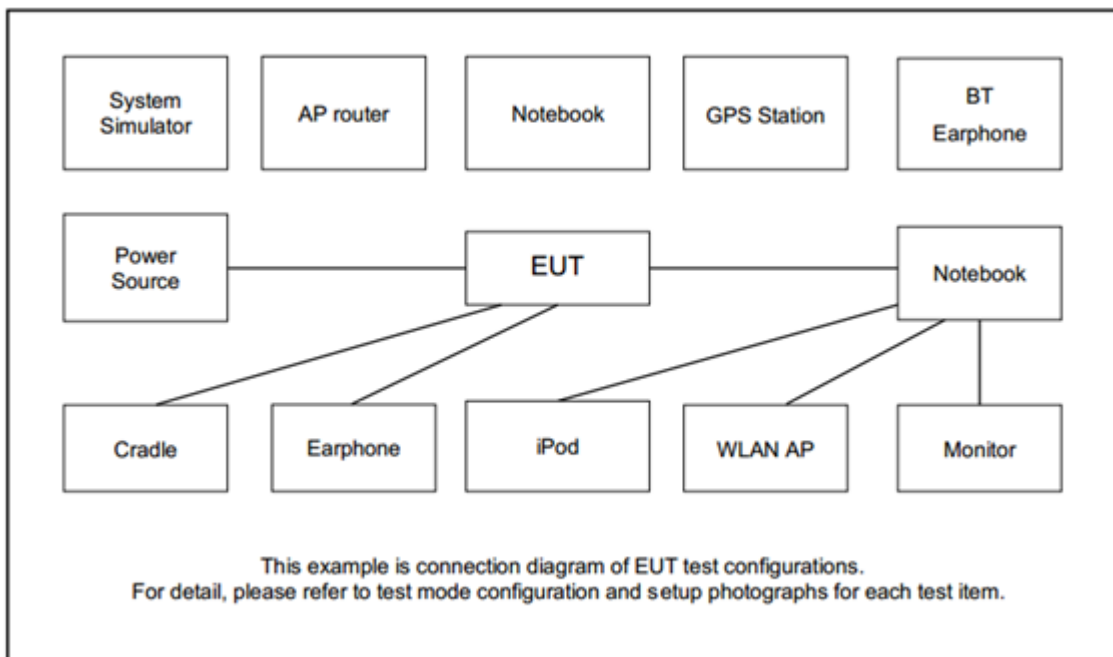 System
Simulator
AP router
Notebook
GPS Station
BT
Earphone
Power
Source
EUT
Notebook
Cradle
Earphone
iPod
WLAN AP
Monitor
This example is connection diagram of EUT test configurations.
For detail, please refer to test mode configuration and setup photographs for each test item.